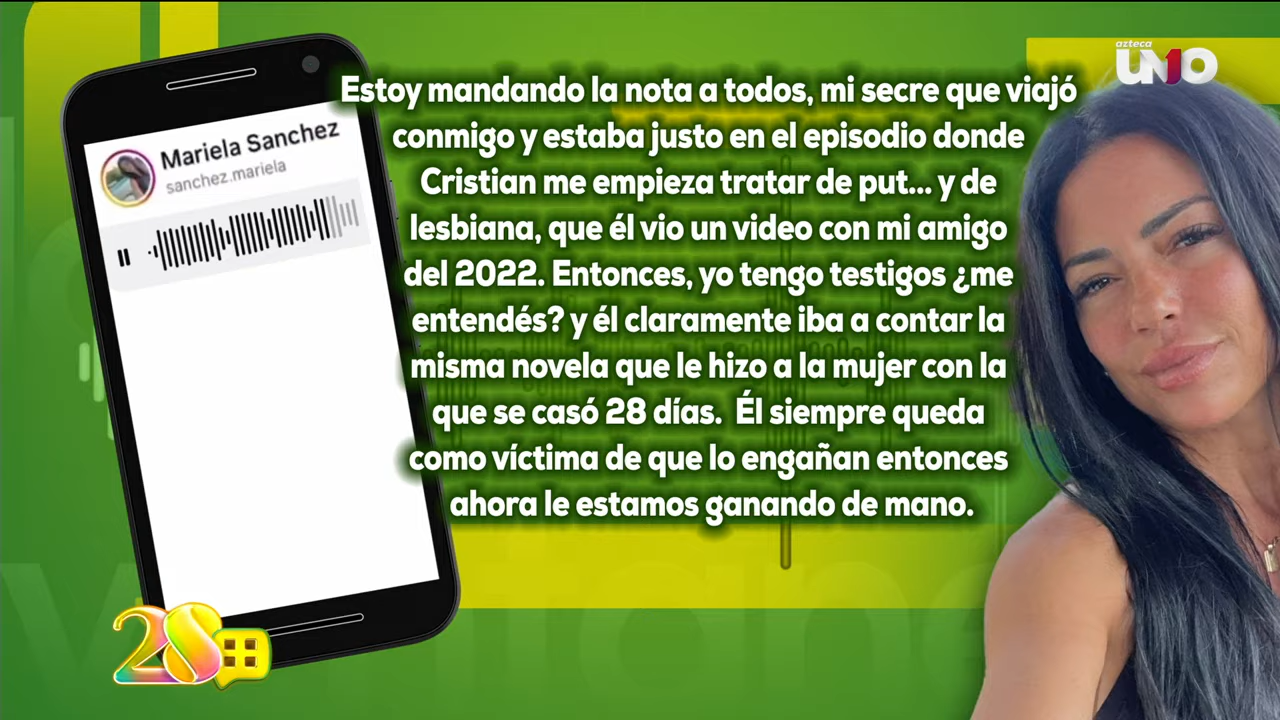 azteca
UN1O
Mariela Sanchez
sanchez.mariela
Estoy mandando la nota a todos, mi secre que viajó
conmigo y estaba justo en el episodio donde
Cristian me empieza tratar de put... y de
lesbiana, que él vio un video con mi amigo
del 2022. Entonces, yo tengo testigos ¿me
entendés? y él claramente iba a contar la
misma novela que le hizo a la mujer con la
que se casó 28 días.  Él siempre queda
como víctima de que lo engañan entonces
ahora le estamos ganando de mano.
28